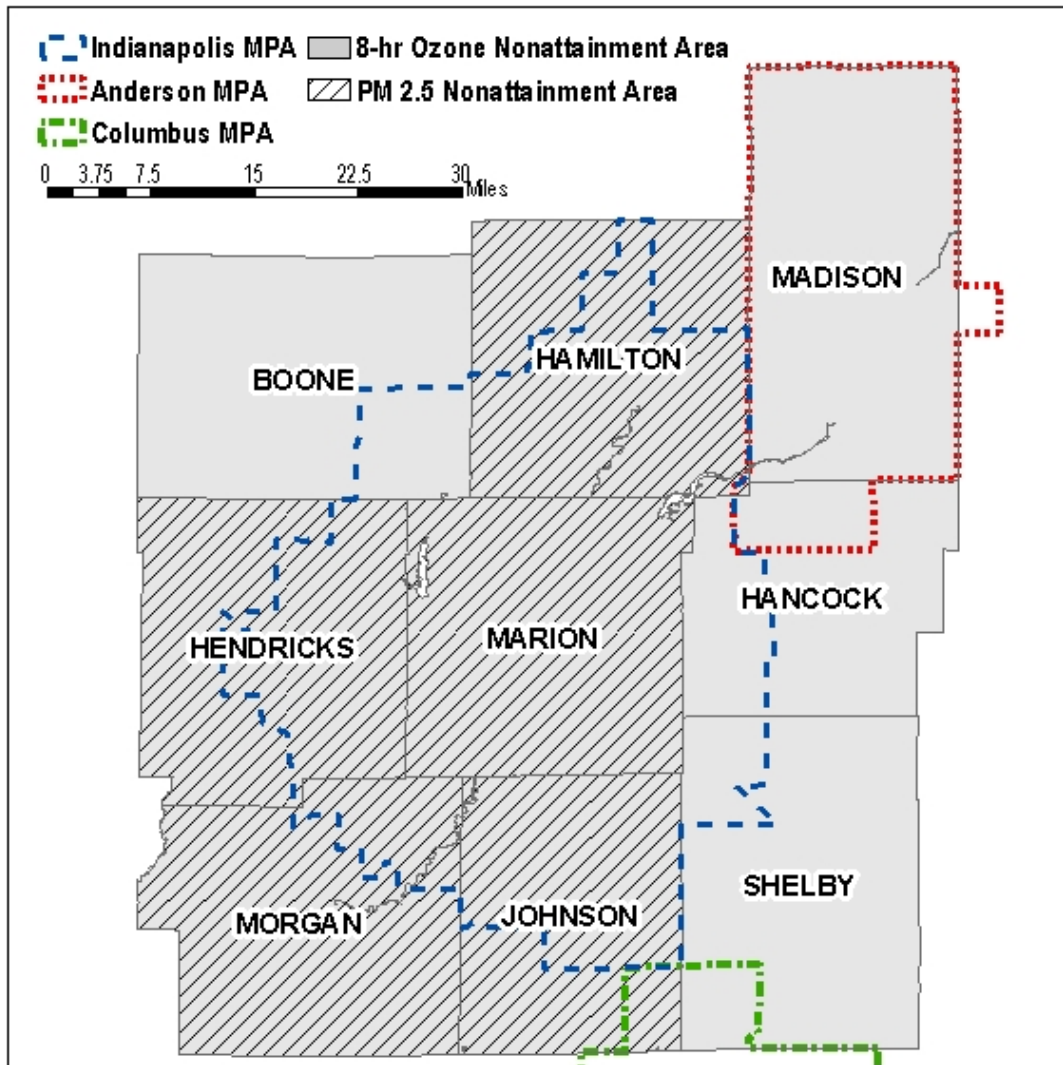 Indianapolis MPA 8-hr Ozone Nonattainment Area
Anderson MPA PM 2.5 Nonattainment Area
Columbus MPA
0 3.75 7.5 15 22.5 30
Miles
MADISON
HAMILTON
BOONE
HANCOCK
MARION
HENDRICKS
SHELBY
JOHNSON
MORGAN